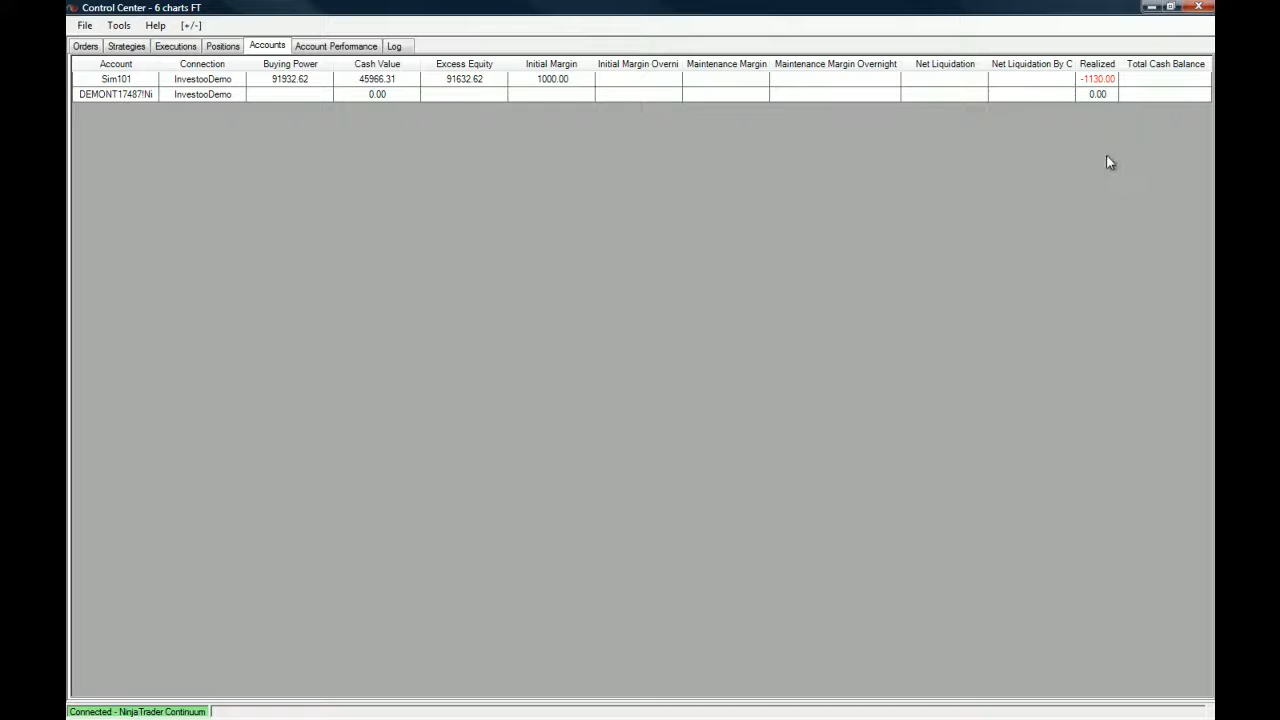 Control Center - 6 charts FT
File Tools Help [+/-]
Orders Strategies Executions Positions Accounts Account Performance Log
Account Connection Buying Power Cash Value Excess Equity Initial Margin Initial Margin Overni Maintenance Margin Maintenance Margin Overnight Net Liquidation Net Liquidation By C Realized Total Cash Balance
Sim101 InvestooDemo 91932.62 45966.31 91632.62 1000.00 -1130.00
DEMONT17487!Ni InvestooDemo 0.00 0.00
Connected - NinjaTrader Continuum